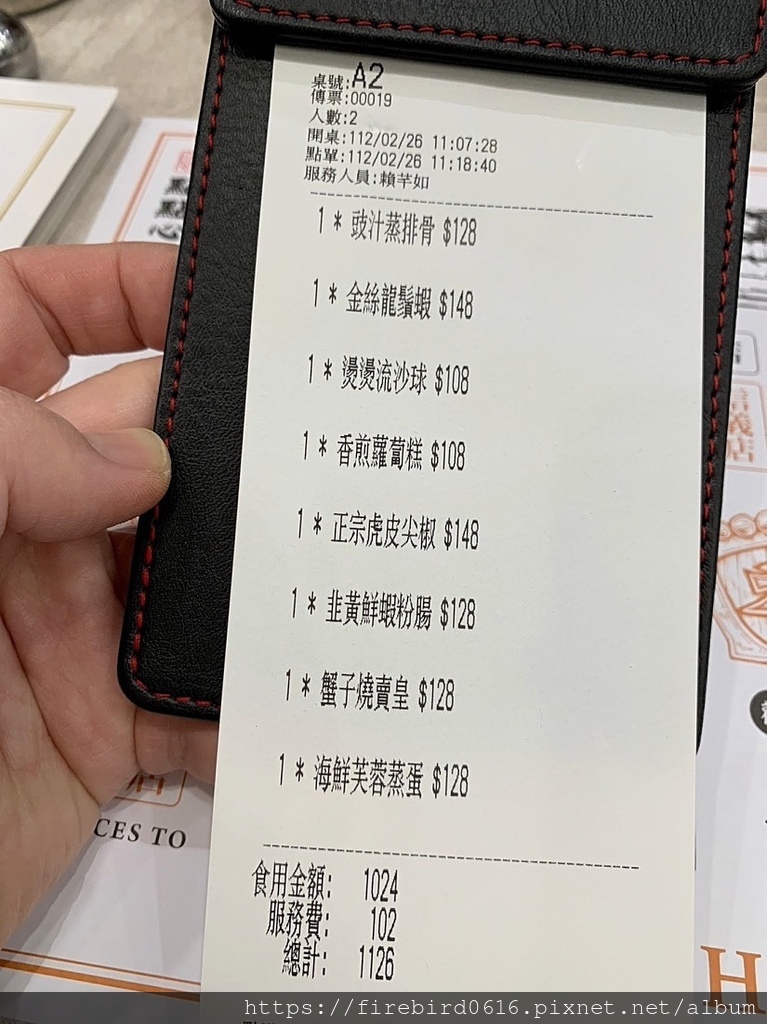 桌號:A2
傳票:00019
人數:2
開桌:112/02/26 11:07:28
點單:112/02/26 11:18:40
服務人員:賴芊如
1 * 豉汁蒸排骨 $128
1 * 金絲龍鬚蝦 $148
1 * 燙燙流沙球 $108
1 * 香煎蘿蔔糕 $108
1 * 正宗虎皮尖椒 $148
1 * 韭黃鮮蝦粉腸 $128
1 * 蟹子燒賣皇 $128
1 * 海鮮芙蓉蒸蛋 $128
食用金額: 1024
服務費: 102
總計: 1126
點
點
心
CES TO
H
https://firebird0616.pixnet.net/album